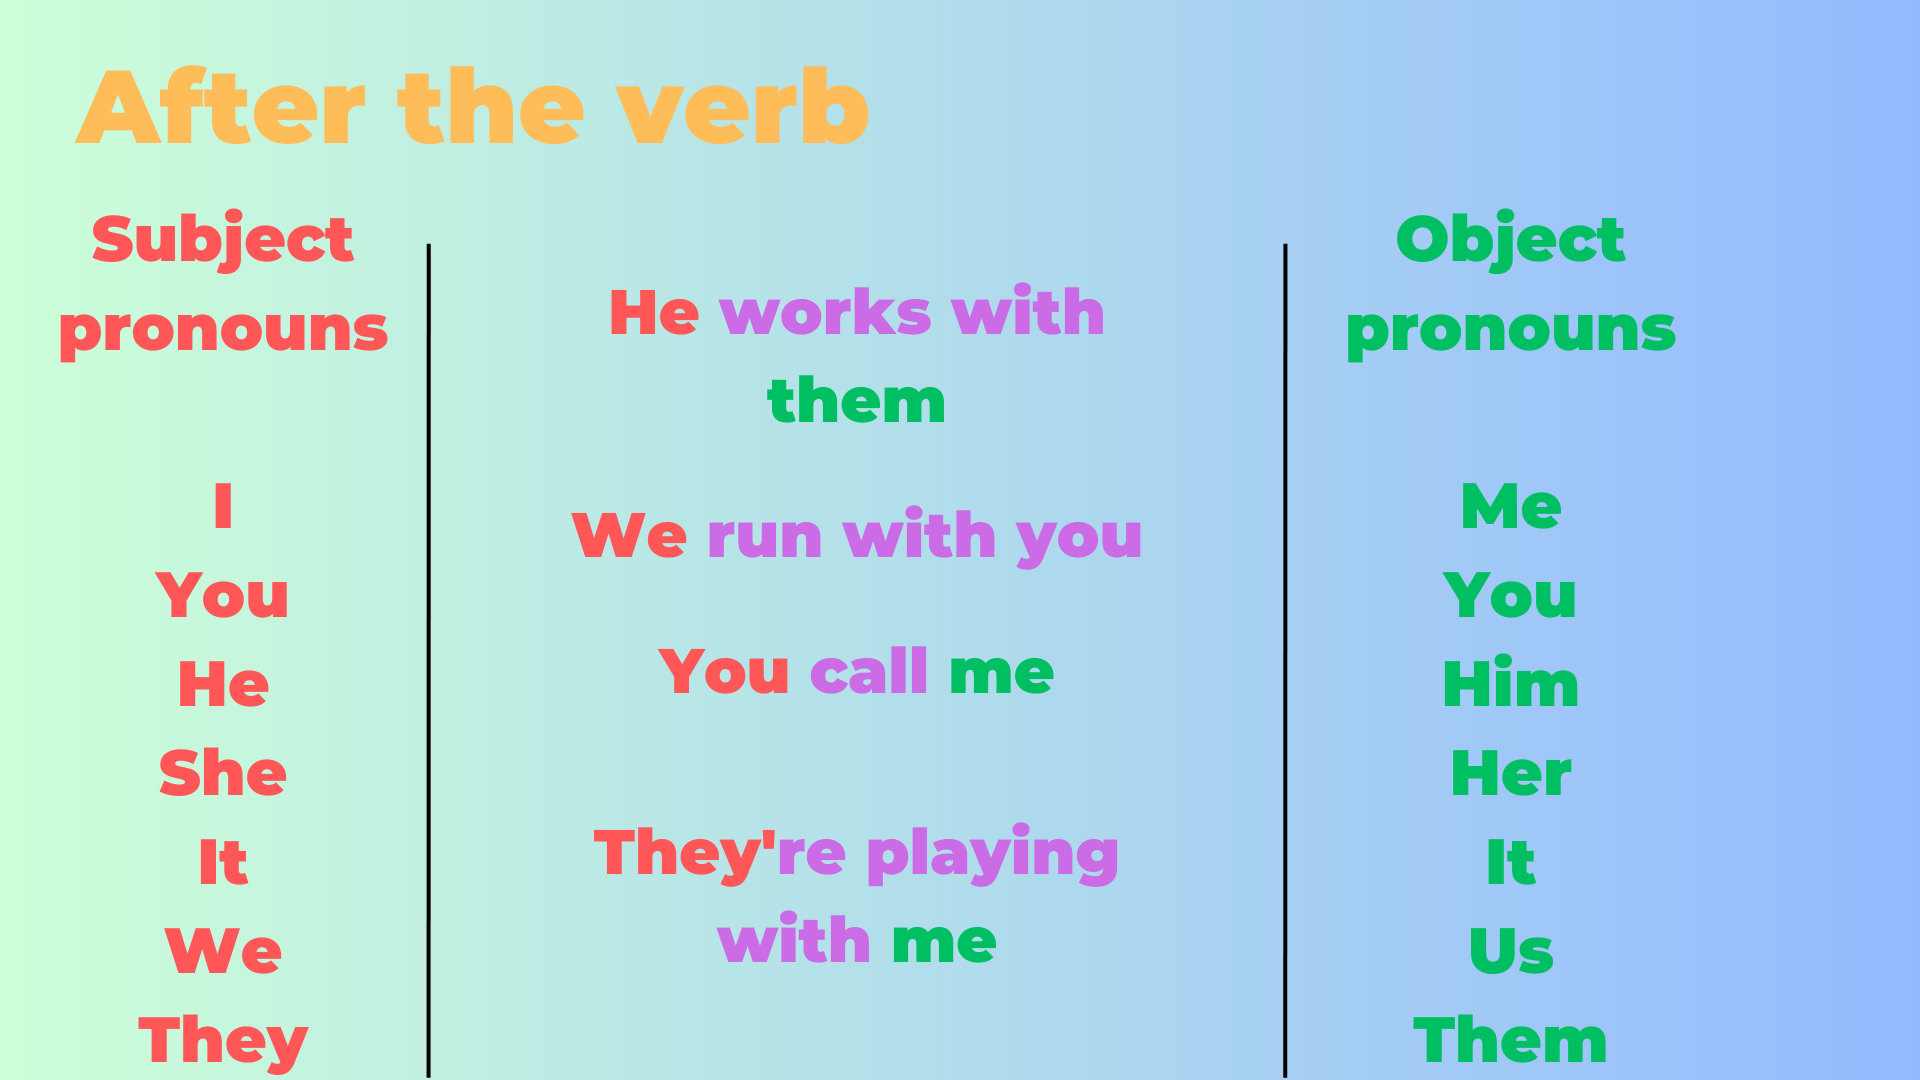 After the verb
Subject
pronouns
I
You
He
She
It
We
They
He works with
them
We run with you
You call me
They're playing
with me
Object
pronouns
Me
You
Him
Her
It
Us
Them